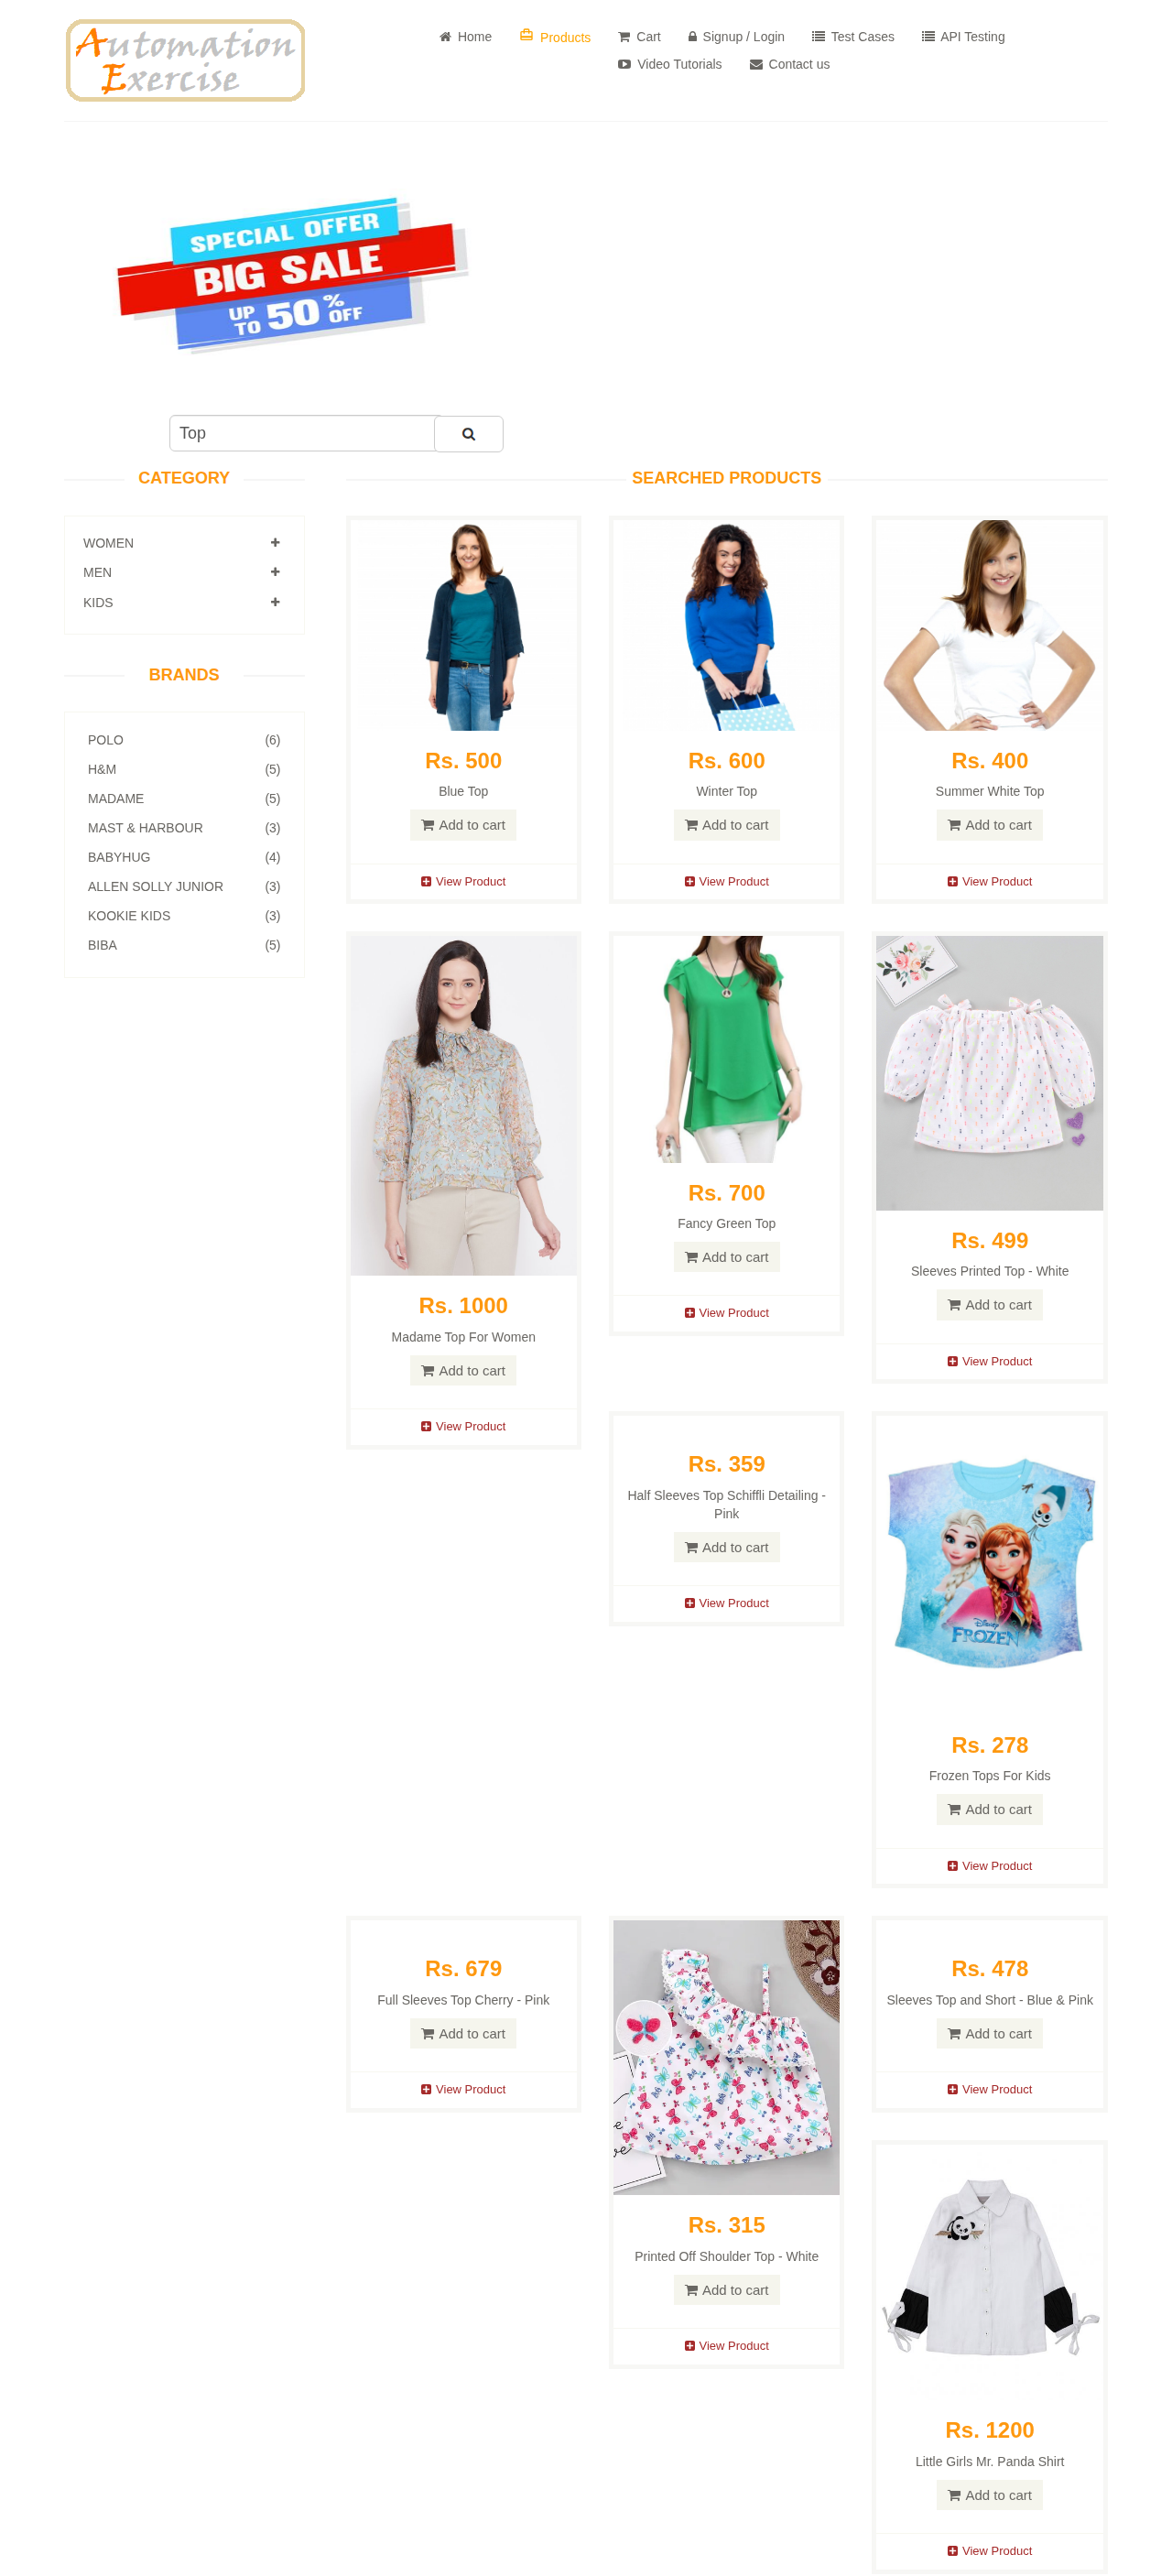 Automation
Exercise
Home
Products
Cart
Signup / Login
Test Cases
API Testing
Video Tutorials
Contact us
SPECIAL OFFER
BIG SALE
UP TO 50% OFF
Top
CATEGORY
WOMEN
MEN
KIDS
BRANDS
POLO (6)
H&M (5)
MADAME (5)
MAST & HARBOUR (3)
BABYHUG (4)
ALLEN SOLLY JUNIOR (3)
KOOKIE KIDS (3)
BIBA (5)
SEARCHED PRODUCTS
Rs. 500
Blue Top
Add to cart
View Product
Rs. 600
Winter Top
Add to cart
View Product
Rs. 400
Summer White Top
Add to cart
View Product
Rs. 1000
Madame Top For Women
Add to cart
View Product
Rs. 700
Fancy Green Top
Add to cart
View Product
Rs. 499
Sleeves Printed Top - White
Add to cart
View Product
Rs. 359
Half Sleeves Top Schiffli Detailing -
Pink
Add to cart
View Product
Disney
FROZEN
Rs. 278
Frozen Tops For Kids
Add to cart
View Product
Rs. 679
Full Sleeves Top Cherry - Pink
Add to cart
View Product
Rs. 315
Printed Off Shoulder Top - White
Add to cart
View Product
Rs. 478
Sleeves Top and Short - Blue & Pink
Add to cart
View Product
Rs. 1200
Little Girls Mr. Panda Shirt
Add to cart
View Product